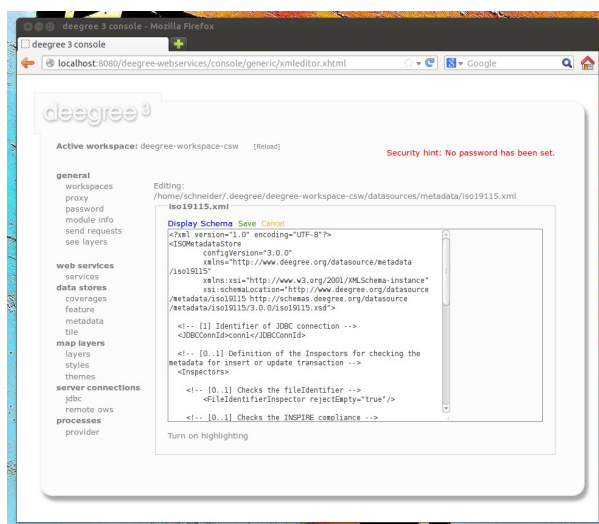 deegree 3 console - Mozilla Firefox
deegree 3 console
localhost:8080/deegree-webservices/console/generic/xmleditor.xhtml
Google
deegree 3
Active workspace: deegree-workspace-csw [Reload]
Security hint: No password has been set.
general
workspaces
proxy
password
module info
send requests
see layers
web services
services
data stores
coverages
feature
metadata
tile
map layers
layers
styles
themes
server connections
jdbc
remote ows
processes
provider
Editing:
/home/schneider/.deegree/deegree-workspace-csw/datasources/metadata/iso19115.xml
iso19115.xml
Display Schema Save Cancel
<?xml version="1.0" encoding="UTF-8"?>
<ISOMetadataStore
configVersion="3.0.0"
xmlns="http://www.deegree.org/datasource/metadata
/iso19115"
xmlns:xsi="http://www.w3.org/2001/XMLSchema-instance"
xsi:schemaLocation="http://www.deegree.org/datasource
/metadata/iso19115 http://schemas.deegree.org/datasource
/metadata/iso19115/3.0.0/iso19115.xsd">
<!-- [1] Identifier of JDBC connection -->
<JDBCConnId>conn1</JDBCConnId>
<!-- [0..1] Definition of the Inspectors for checking the
metadata for insert or update transaction -->
<Inspectors>
<!-- [0..1] Checks the fileIdentifier -->
<FileIdentifierInspector rejectEmpty="true"/>
<!-- [0..1] Checks the INSPIRE compliance -->
Turn on highlighting